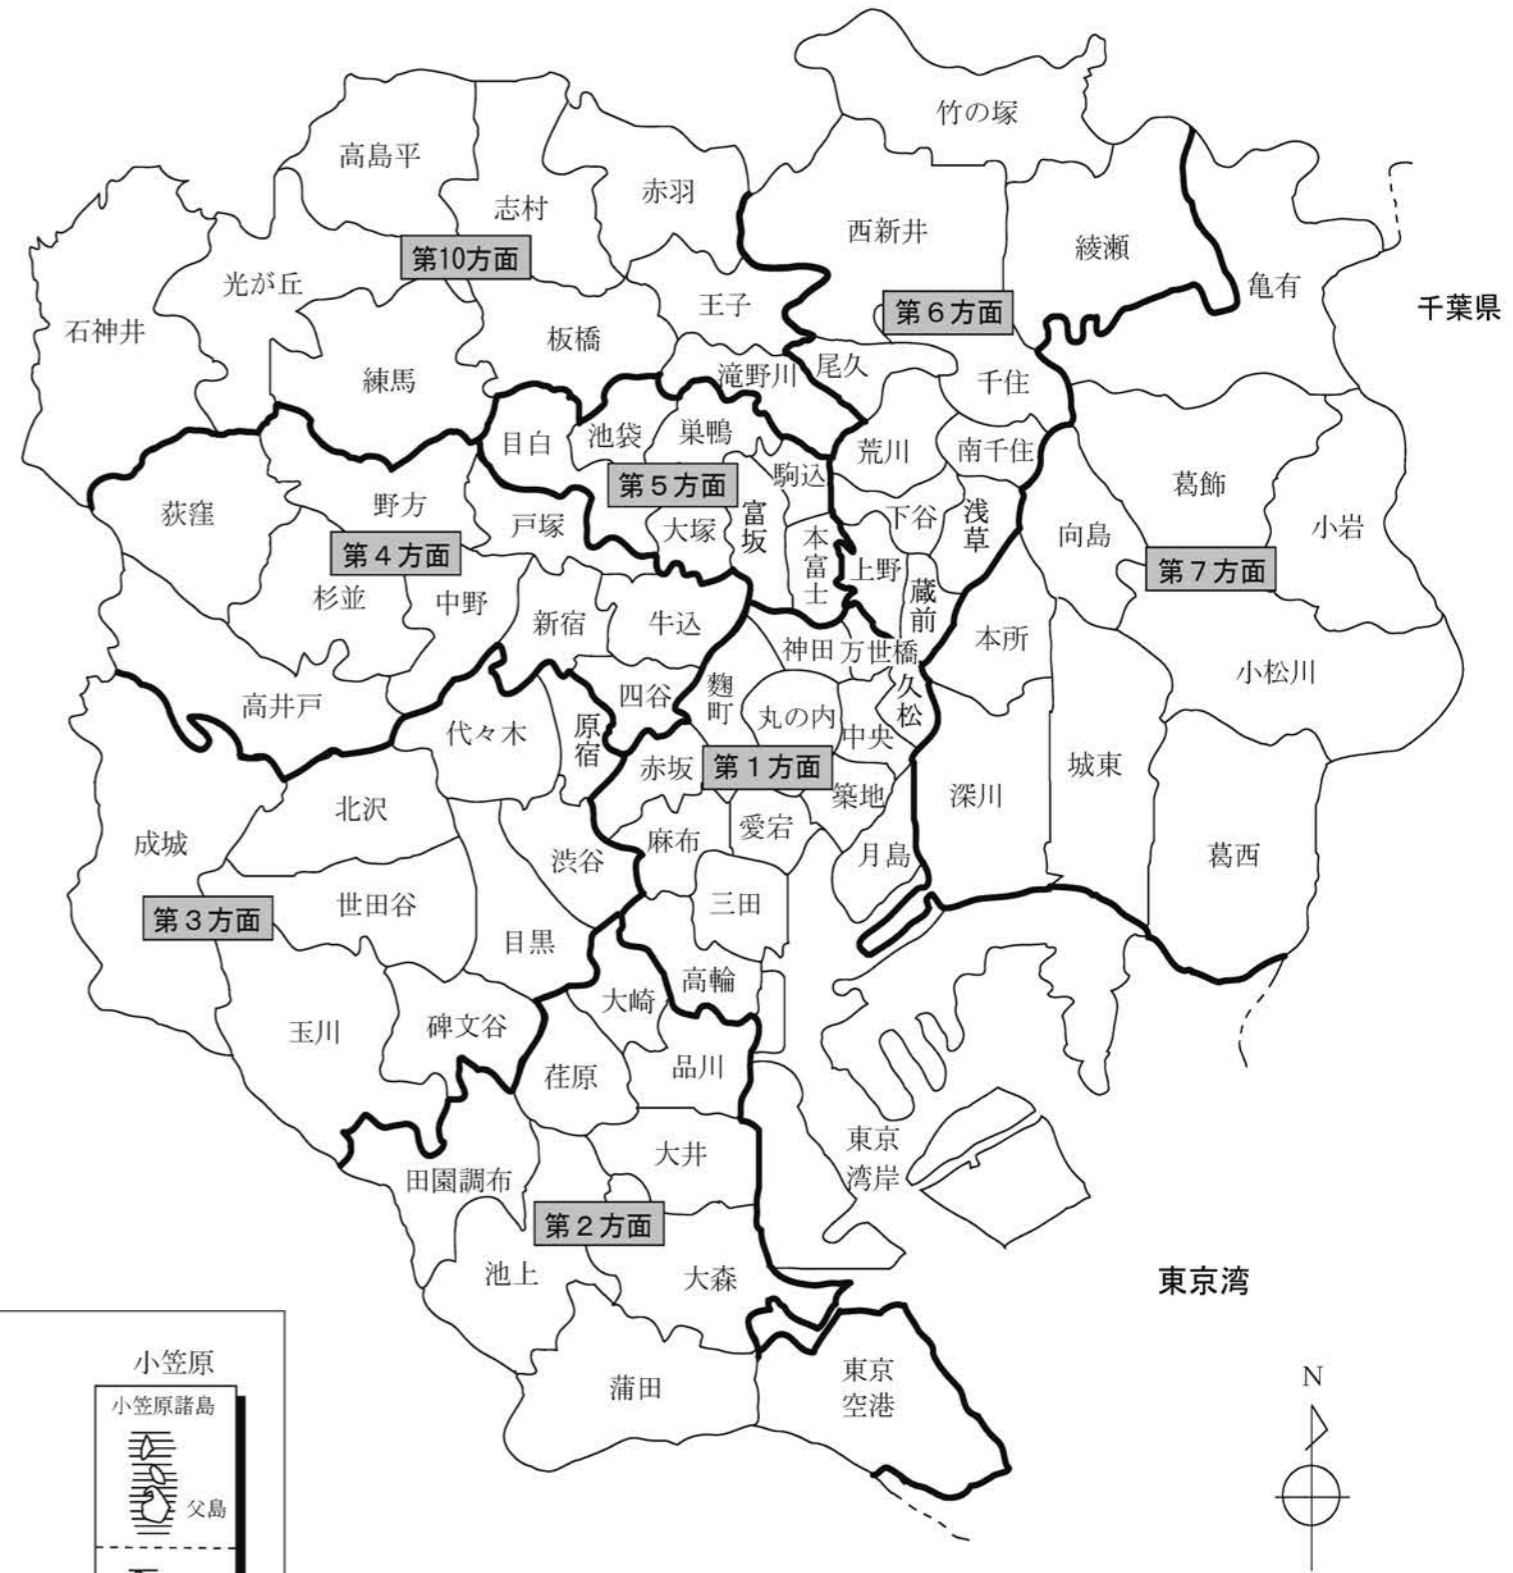 竹の塚
高島平
志村
赤羽
西新井
綾瀬
第10方面
光が丘
亀有
千葉県
石神井
王子
第6方面
板橋
練馬
滝野川
尾久
千住
目白
池袋
巣鴨
荒川
南千住
駒込
葛飾
第5方面
荻窪
野方
戸塚
大塚
富坂
本富士
下谷
浅草
向島
小岩
第4方面
上野
第7方面
杉並
中野
新宿
牛込
蔵前
神田
万世橋
本所
小松川
高井戸
四谷
麴町
久松
代々木
原宿
丸の内
中央
赤坂
第1方面
城東
北沢
築地
深川
成城
渋谷
麻布
愛宕
月島
葛西
第3方面
世田谷
三田
目黒
高輪
大崎
玉川
碑文谷
荏原
品川
東京
湾岸
大井
田園調布
第2方面
池上
大森
東京湾
小笠原
小笠原諸島
父島
蒲田
東京
空港
N